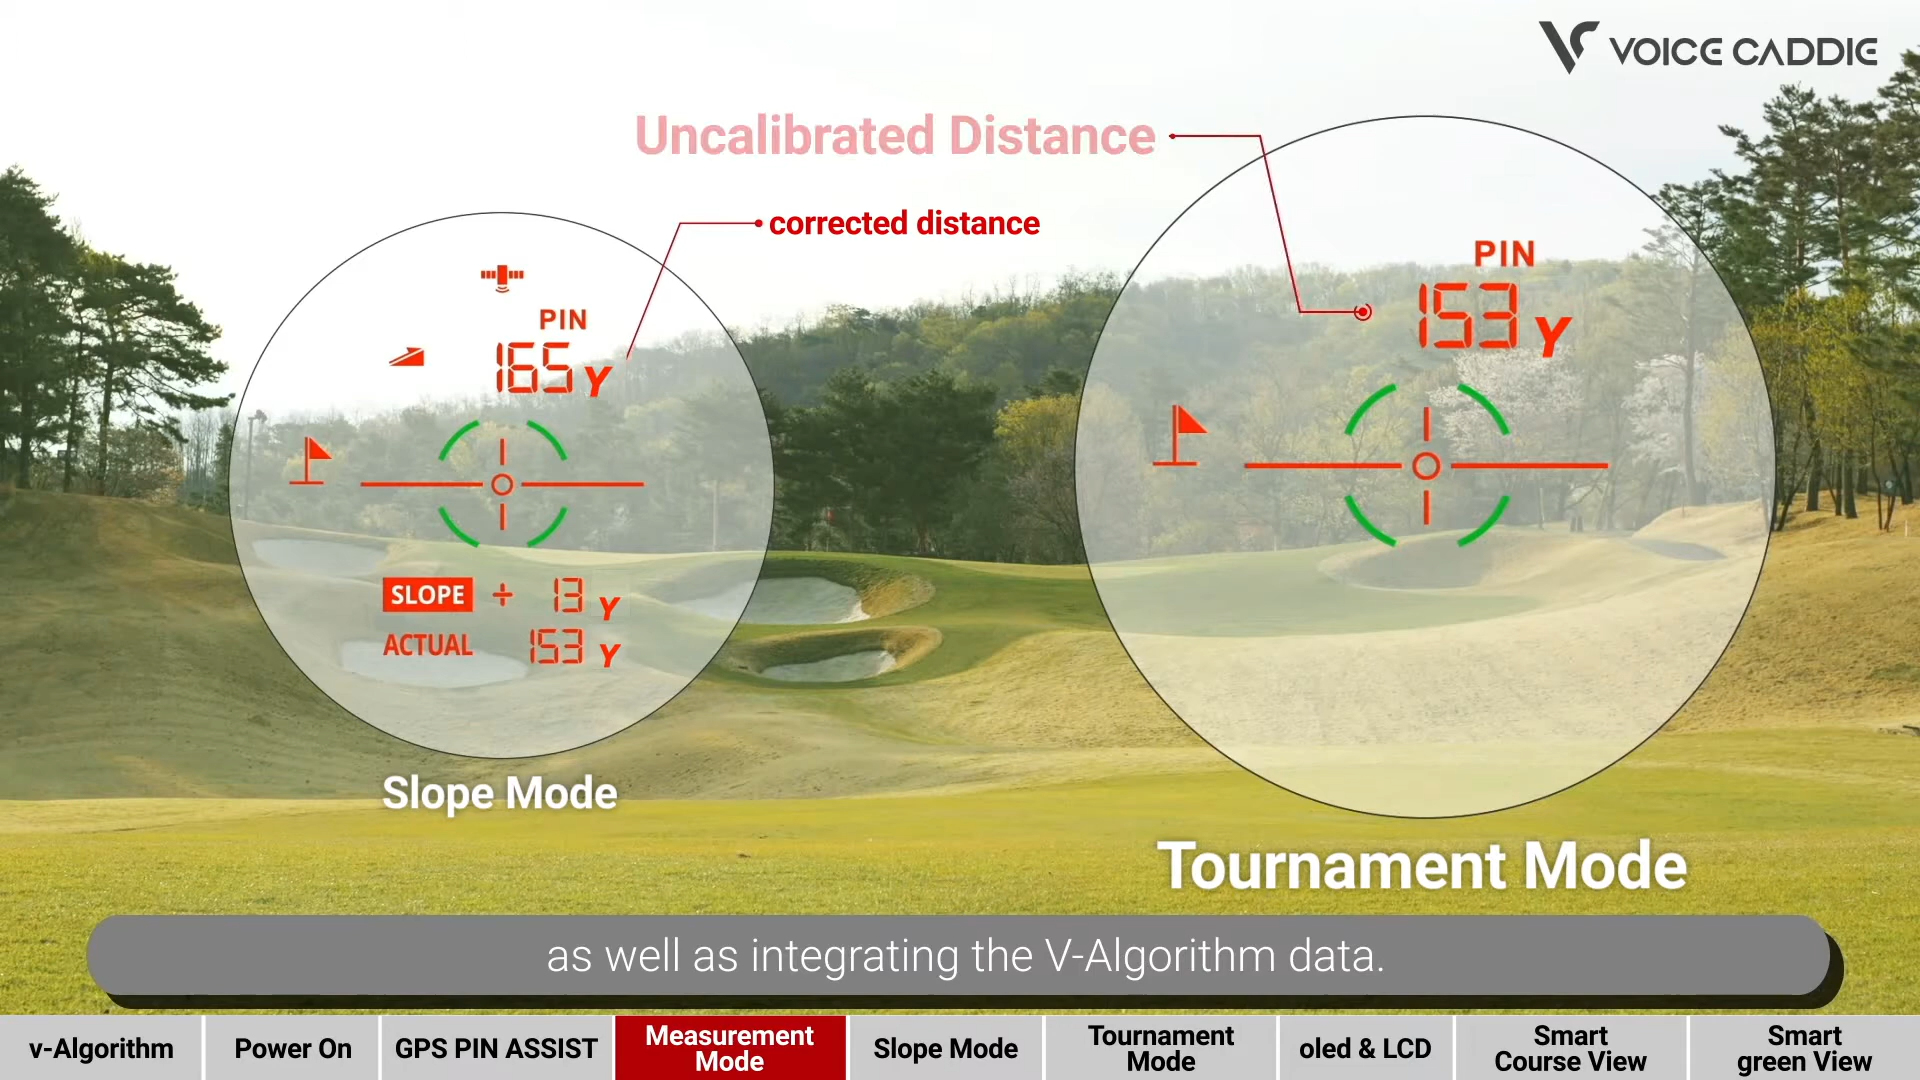 VOICE CADDIE
Uncalibrated Distance
corrected distance
PIN
165 Y
SLOPE + 13 Y
ACTUAL 153 Y
Slope Mode
PIN
153 Y
Tournament Mode
as well as integrating the V-Algorithm data.
v-Algorithm
Power On
GPS PIN ASSIST
Measurement
Mode
Slope Mode
Tournament
Mode
oled & LCD
Smart
Course View
Smart
green View